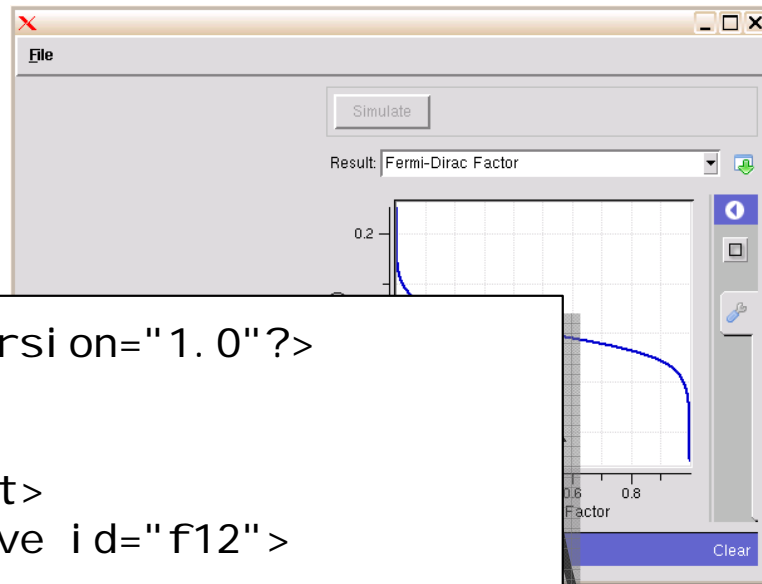 File
Simulate
Result: Fermi-Dirac Factor
0.2
rsion="1.0"?>
t>
ve id="f12">
0.6 0.8
Factor
Clear